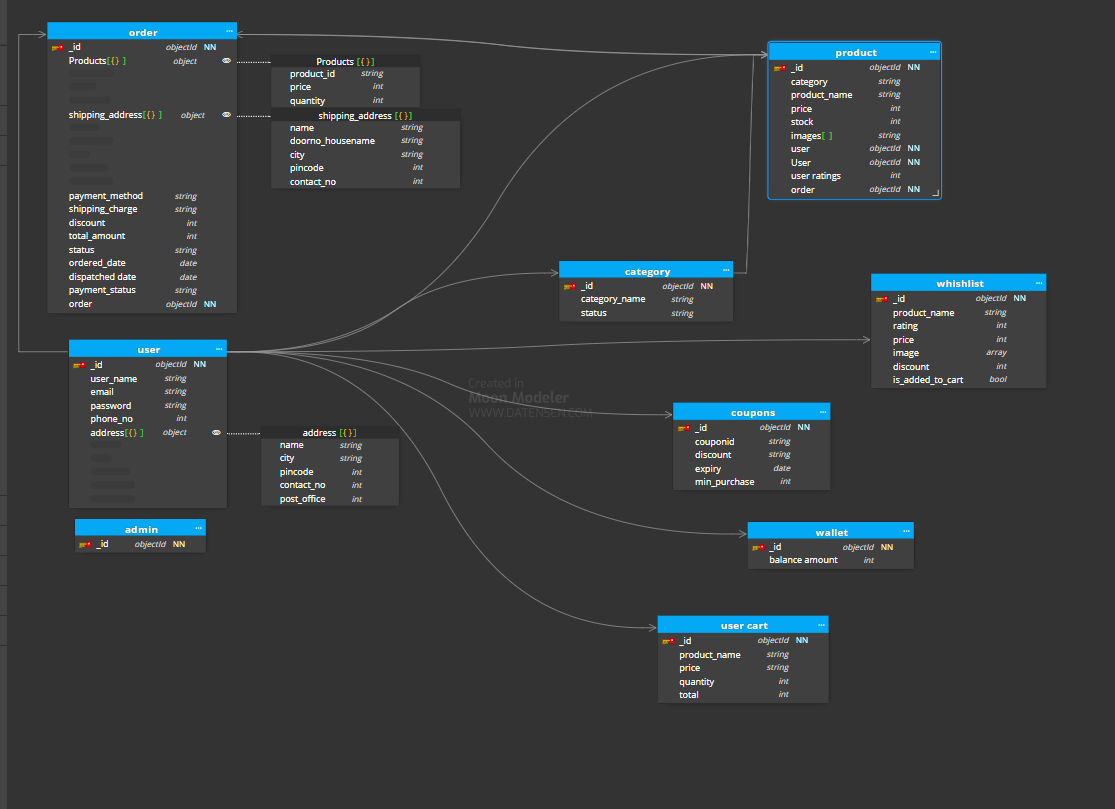 order ...
_id objectId NN
Products[{} ] object
shipping_address[{} ] object
payment_method string
shipping_charge string
discount int
total_amount int
status string
ordered_date date
dispatched date date
payment_status string
order objectId NN
Products [{}]
product_id string
price int
quantity int
shipping_address [{}]
name string
doorno_housename string
city string
pincode int
contact_no int
product ...
_id objectId NN
category string
product_name string
price int
stock int
images[ ] string
user objectId NN
User objectId NN
user ratings int
order objectId NN
category ...
_id objectId NN
category_name string
status string
whishlist ...
_id objectId NN
product_name string
rating int
price int
image array
discount int
is_added_to_cart bool
user ...
_id objectId NN
user_name string
email string
password string
phone_no int
address[{} ] object
address [{}]
name string
city string
pincode int
contact_no int
post_office int
Created in
Moon Modeler
WWW.DATENSEN.COM
coupons ...
_id objectId NN
couponid string
discount string
expiry date
min_purchase int
admin ...
_id objectId NN
wallet ...
_id objectId NN
balance amount int
user cart ...
_id objectId NN
product_name string
price string
quantity int
total int